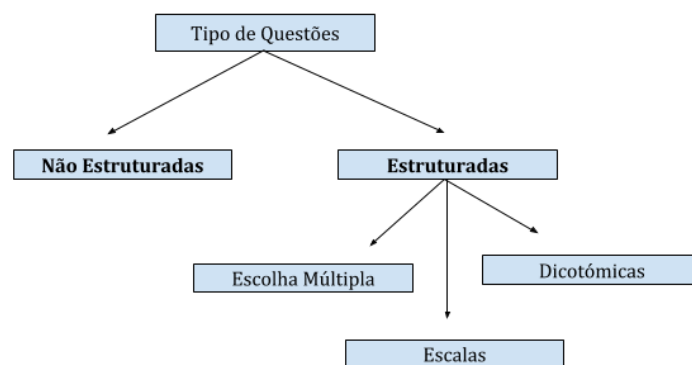 Tipo de Questões
Não Estruturadas
Estruturadas
Escolha Múltipla
Dicotómicas
Escalas